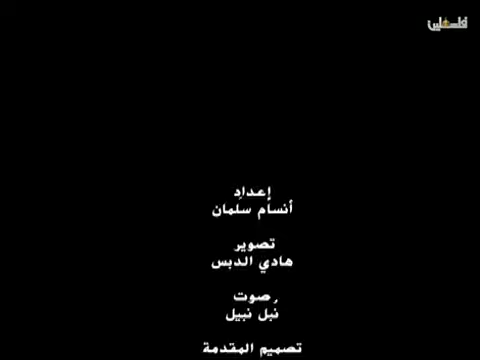 فلسطين
إعداد
أنسام سلمان
تصوير
هادي الدبس
صوت
نبل نبيل
تصميم المقدمة